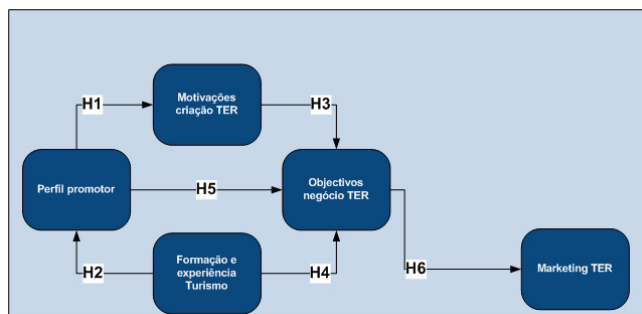 H1
Motivações
criação TER
H3
Perfil promotor
H5
Objectivos
negócio TER
H2
Formação e
experiência
Turismo
H4
H6
Marketing TER